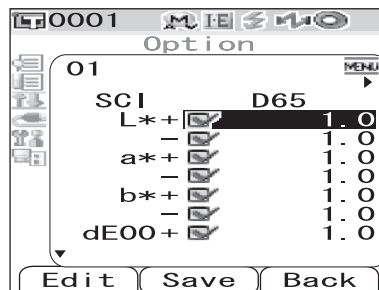 0001 M I·E
Option
01 MENU
SCI D65
L*+ 1.0
− 1.0
a*+ 1.0
− 1.0
b*+ 1.0
− 1.0
dE00+ 1.0
Edit Save Back